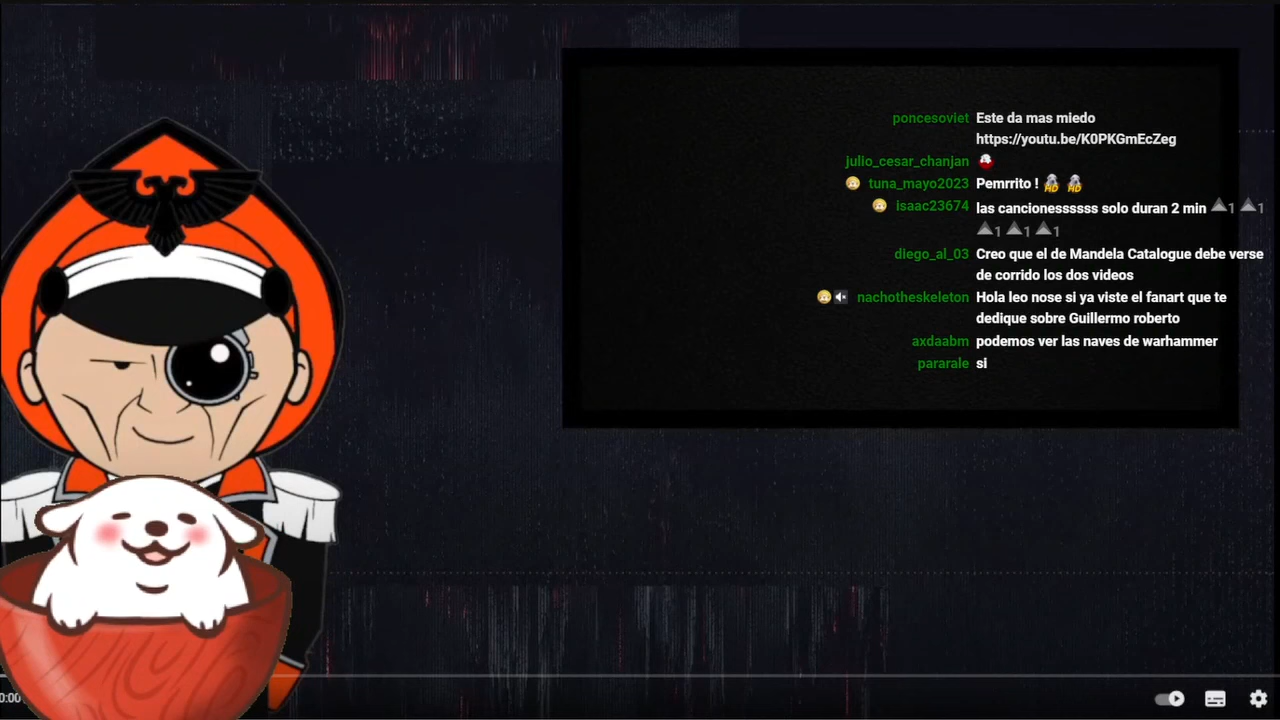 poncesoviet Este da mas miedo
https://youtu.be/K0PKGmEcZeg
julio_cesar_chanjan
tuna_mayo2023 Pemrrito !
isaac23674 las cancionessssss solo duran 2 min 1 1
1 1 1
diego_al_03 Creo que el de Mandela Catalogue debe verse
de corrido los dos videos
nachotheskeleton Hola leo nose si ya viste el fanart que te
dedique sobre Guillermo roberto
axdaabm podemos ver las naves de warhammer
pararale si
0:00